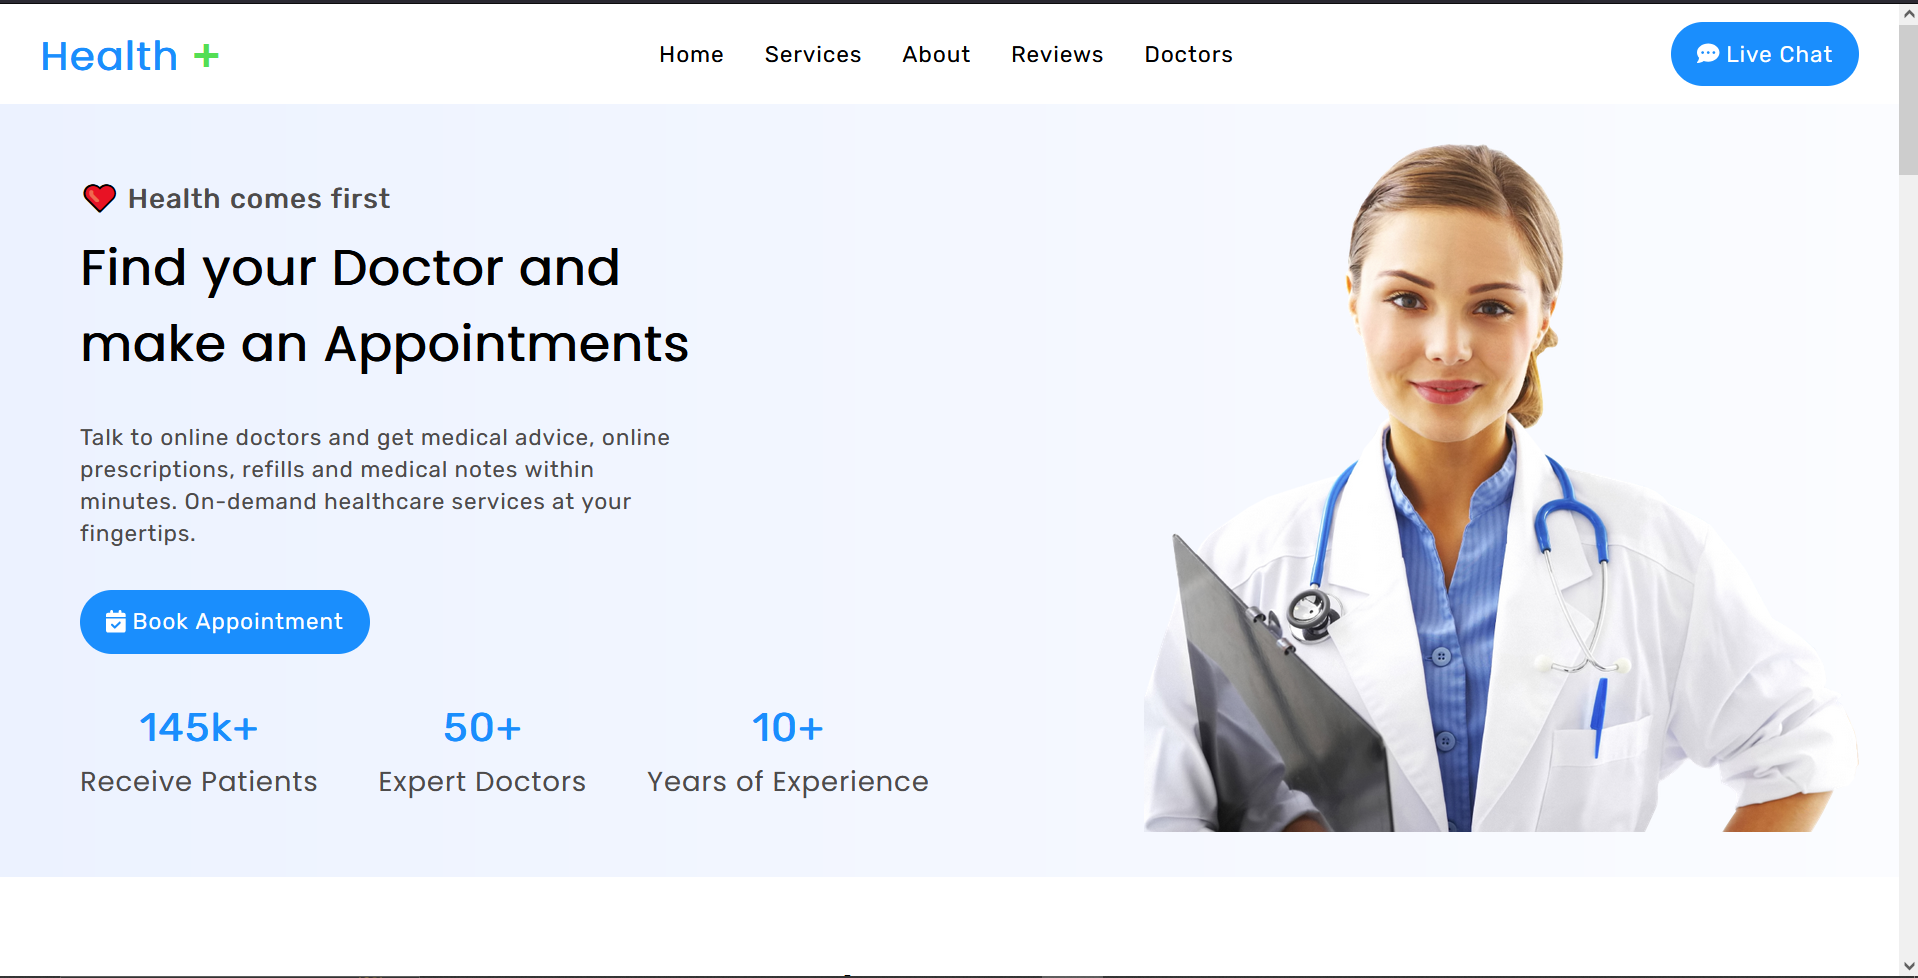 Health +
Home Services About Reviews Doctors
Live Chat
Health comes first
Find your Doctor and
make an Appointments
Talk to online doctors and get medical advice, online
prescriptions, refills and medical notes within
minutes. On-demand healthcare services at your
fingertips.
Book Appointment
145k+ 50+ 10+
Receive Patients Expert Doctors Years of Experience